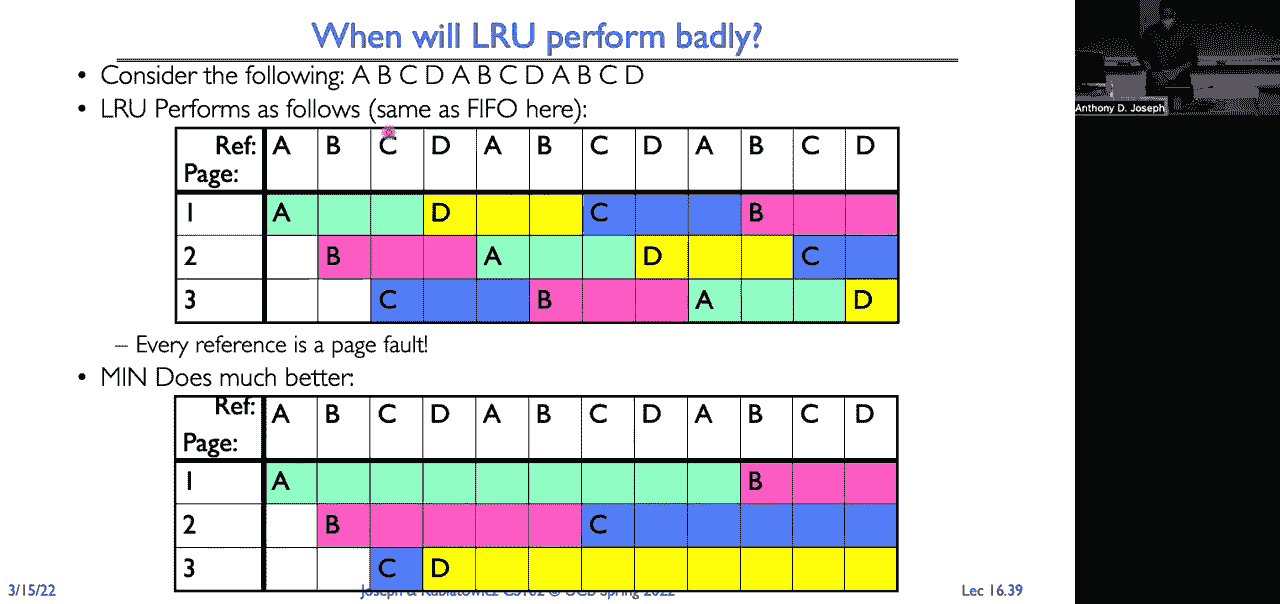 When will LRU perform badly?
• Consider the following: A B C D A B C D A B C D
• LRU Performs as follows (same as FIFO here):
Ref: A B C D A B C D A B C D
Page:
1 A D C B
2 B A D C
3 C B A D
– Every reference is a page fault!
• MIN Does much better:
Ref: A B C D A B C D A B C D
Page:
1 A B
2 B C
3 C D
3/15/22 Joseph & Kubiatowicz CS162 © UCB Spring 2022 Lec 16.39
Anthony D. Joseph